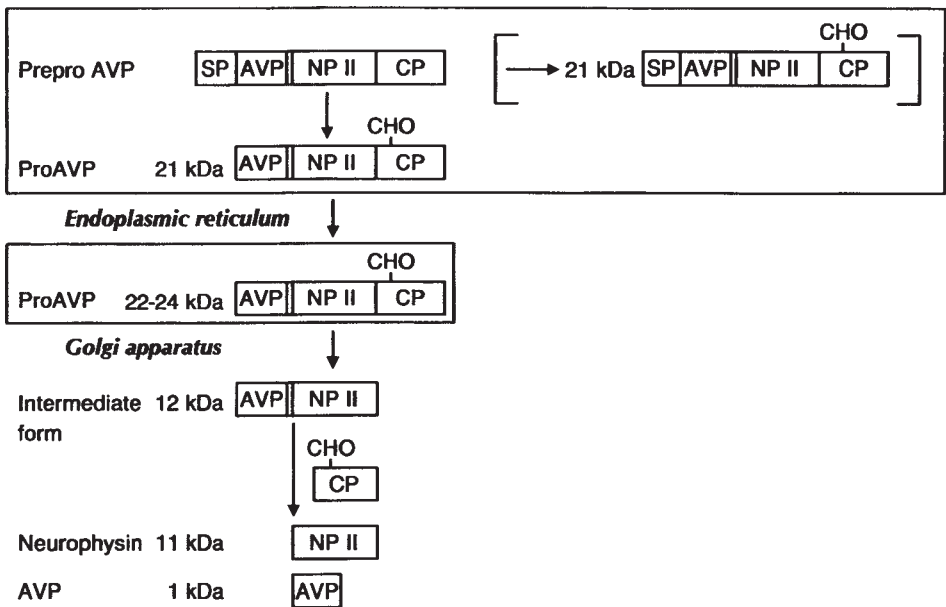 CHO
Prepro AVP SP AVP NP II CP 21 kDa SP AVP NP II CP
CHO
ProAVP 21 kDa AVP NP II CP
Endoplasmic reticulum
CHO
ProAVP 22-24 kDa AVP NP II CP
Golgi apparatus
Intermediate 12 kDa AVP NP II
form
CHO
CP
Neurophysin 11 kDa NP II
AVP 1 kDa AVP